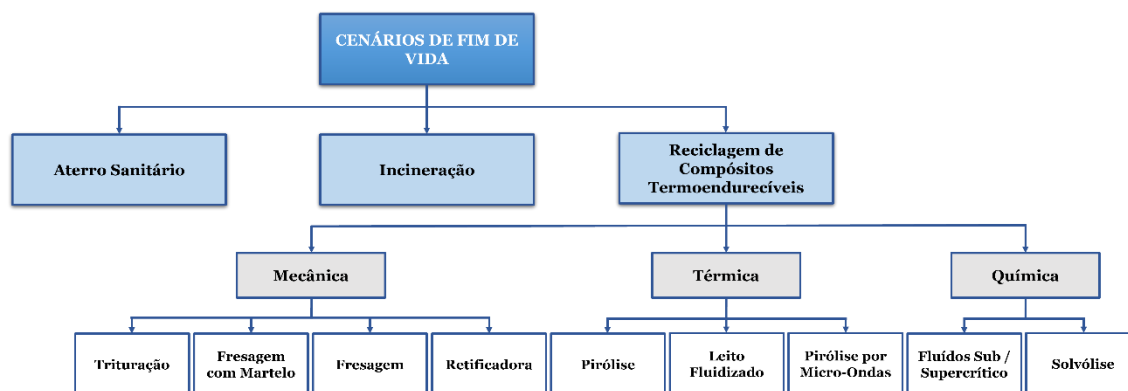 CENÁRIOS DE FIM DE
VIDA
Aterro Sanitário
Incineração
Reciclagem de
Compósitos
Termoendurecíveis
Mecânica
Térmica
Química
Trituração
Fresagem
com Martelo
Fresagem
Retificadora
Pirólise
Leito
Fluidizado
Pirólise por
Micro-Ondas
Fluídos Sub /
Supercrítico
Solvólise